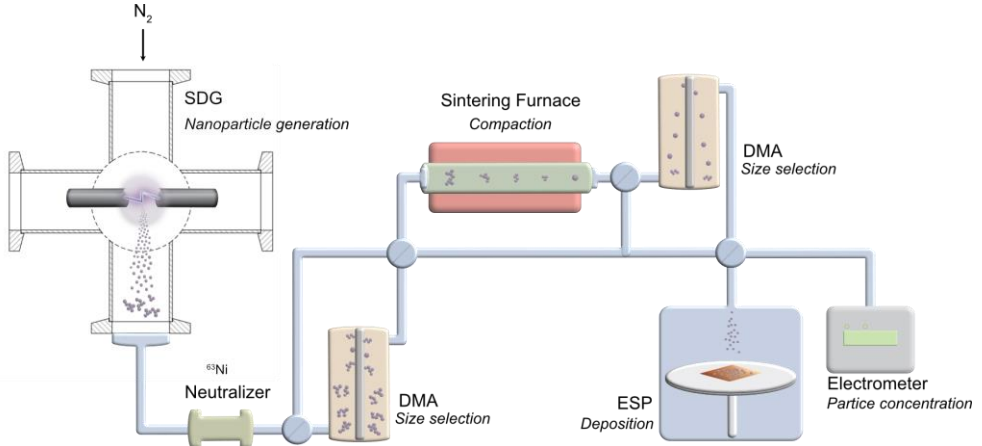 N2
SDG
Nanoparticle generation
Sintering Furnace
Compaction
DMA
Size selection
63Ni
Neutralizer
DMA
Size selection
ESP
Deposition
Electrometer
Partice concentration